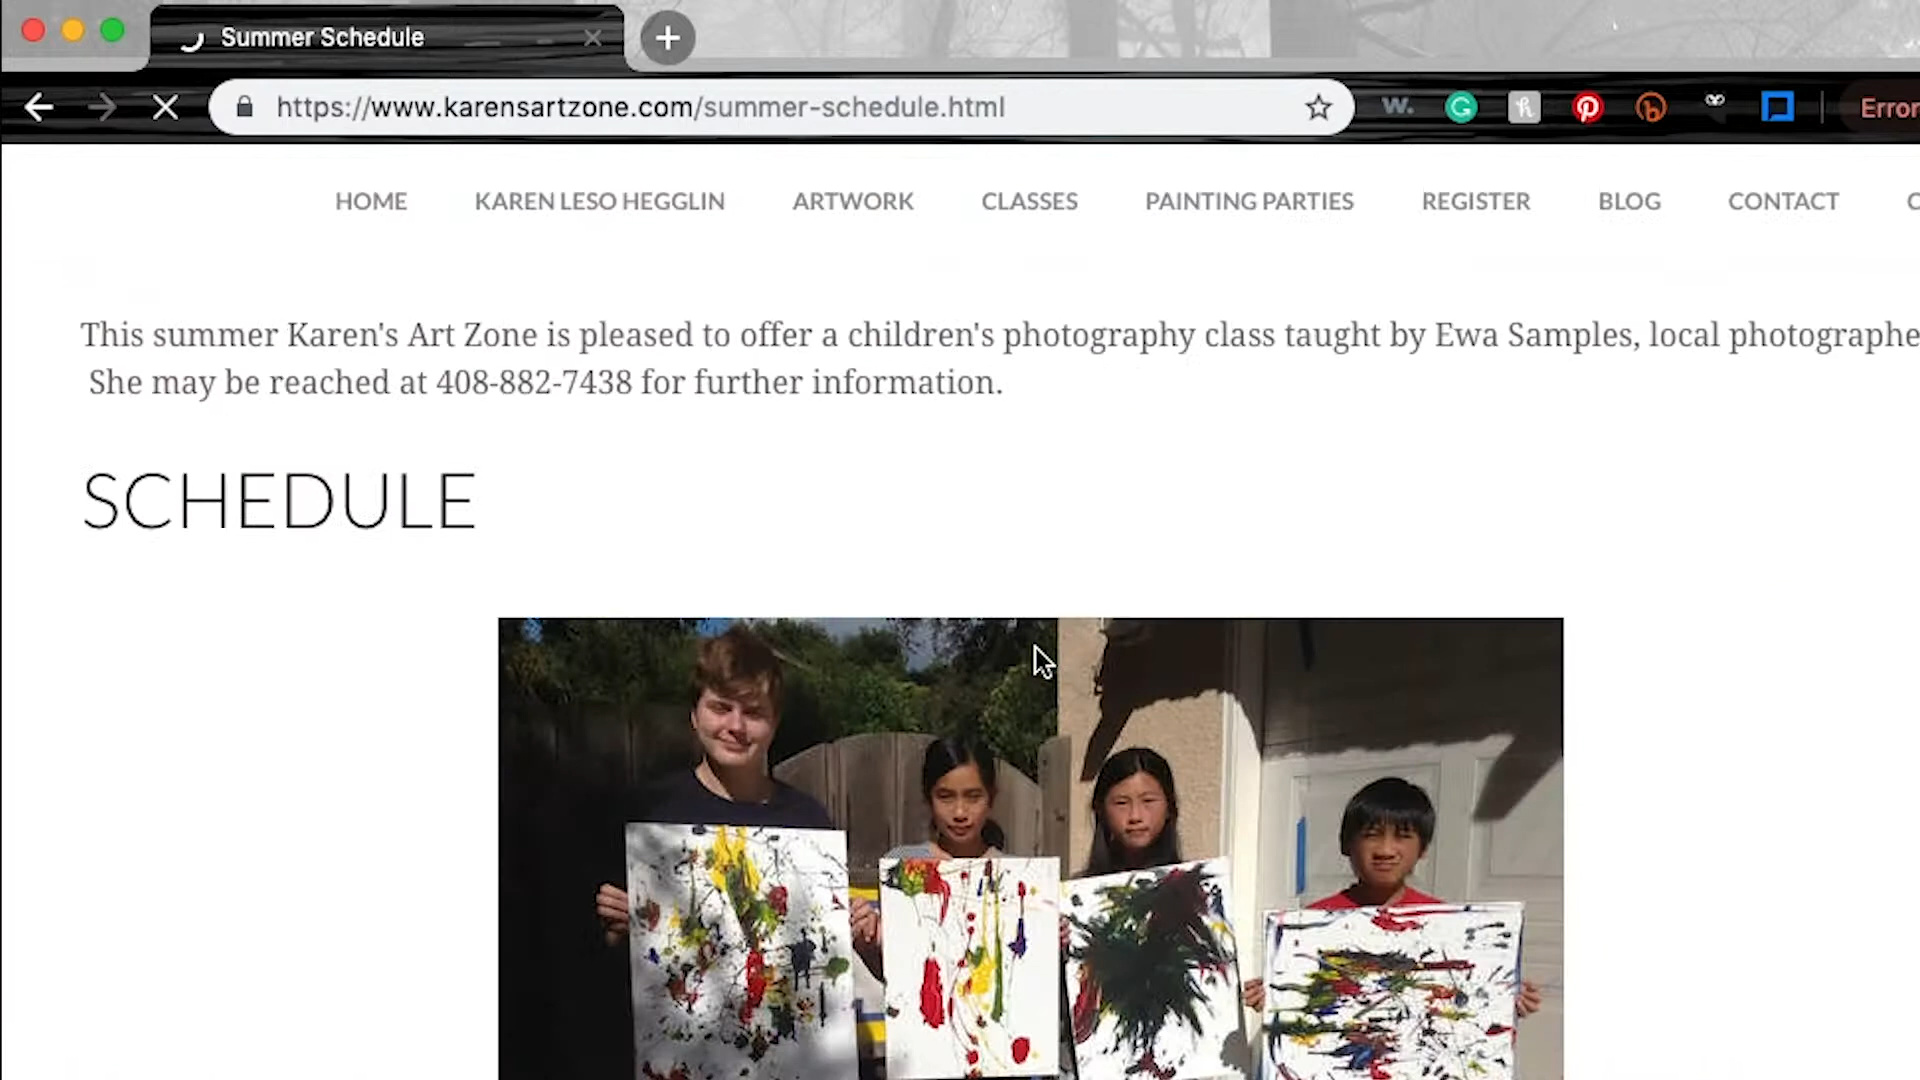 Summer Schedule
https://www.karensartzone.com/summer-schedule.html
W.
Error
HOME KAREN LESO HEGGLIN ARTWORK CLASSES PAINTING PARTIES REGISTER BLOG CONTACT
This summer Karen's Art Zone is pleased to offer a children's photography class taught by Ewa Samples, local photographe
She may be reached at 408-882-7438 for further information.
SCHEDULE